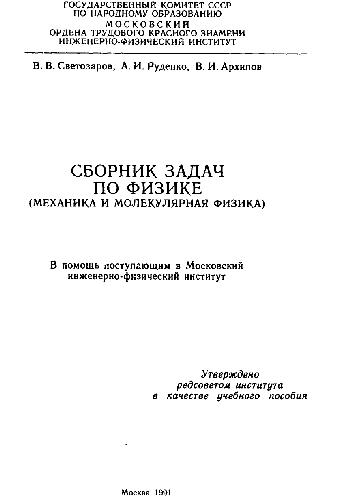 ГОСУДАРСТВЕННЫЙ КОМИТЕТ СССР
ПО НАРОДНОМУ ОБРАЗОВАНИЮ
МОСКОВСКИЙ
ОРДЕНА ТРУДОВОГО КРАСНОГО ЗНАМЕНИ
ИНЖЕНЕРНО-ФИЗИЧЕСКИЙ ИНСТИТУТ
В. В. Светозаров, А. И. Руденко, В. И. Архипов
СБОРНИК ЗАДАЧ
ПО ФИЗИКЕ
(МЕХАНИКА И МОЛЕКУЛЯРНАЯ ФИЗИКА)
В помощь поступающим в Московский
инженерно-физический институт
Утверждено
редсоветом института
в качестве учебного пособия
Москва 1991